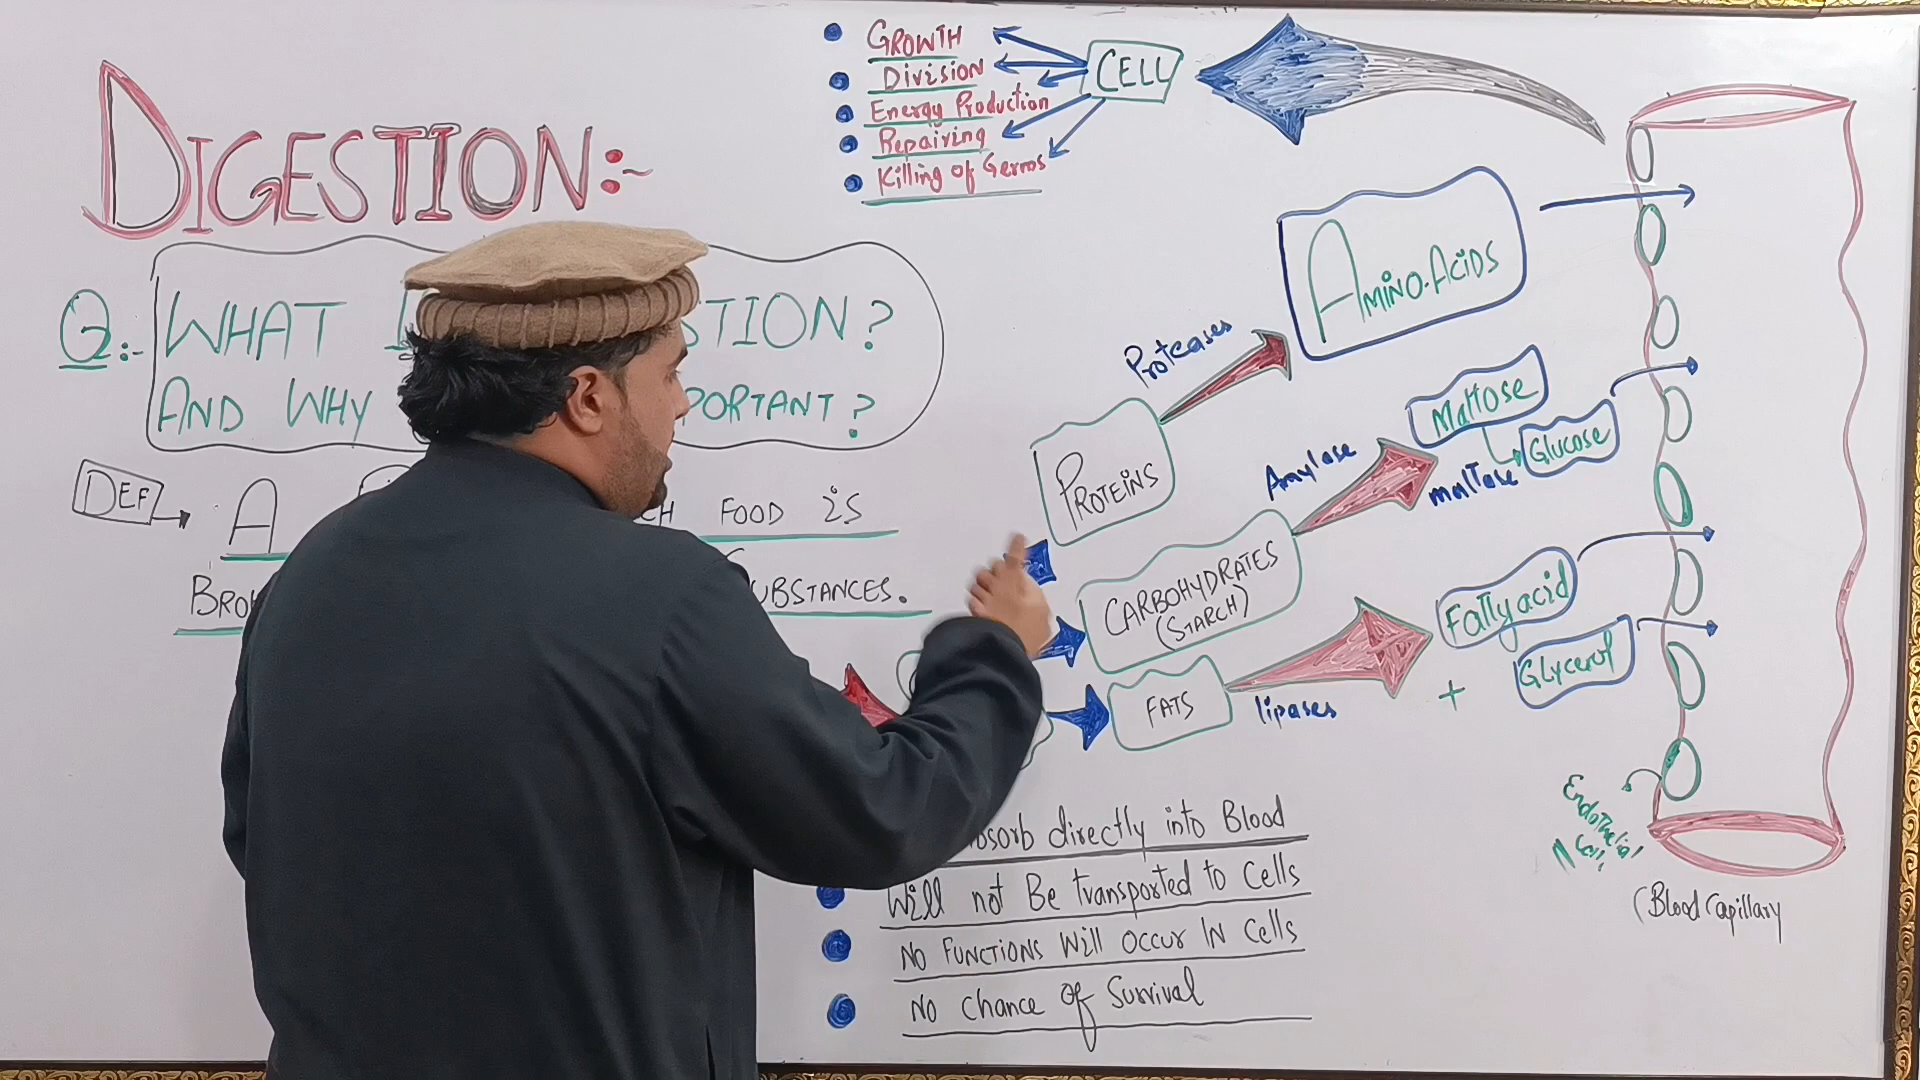 DIGESTION:-
Q:- WHAT STION?
AND WHY PORTANT?
DEF A CH FOOD iS
BRO UBSTANCES.
GROWTH
Division
Energy Production
Repairing
Killing of Germs
CELL
AMINO.ACIDS
Proteases
PROTEINS
Maltose
Glucose
Amylase
maltase
CARBOHYDRATES
(STARCH)
Fatty acid
+ Glycerol
FATS
lipases
bsorb directly into Blood
Will not Be transported to Cells
NO FUNCTIONS Will OCCUR IN Cells
NO Chance of Survival
Endothelial
Cell
(Blood Capillary